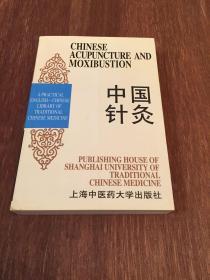 CHINESE
ACUPUNCTURE AND
MOXIBUSTION
A PRACTICAL
ENGLISH-CHINESE
LIBRARY OF
TRADITIONAL
CHINESE MEDICINE
中国
针灸
PUBLISHING HOUSE OF
SHANGHAI UNIVERSITY OF
TRADITIONAL
CHINESE MEDICINE
上海中医药大学出版社